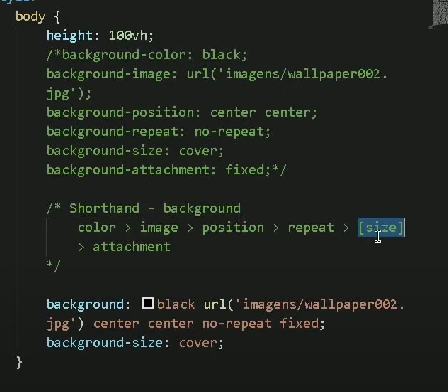 body {
height: 100vh;
/*background-color: black;
background-image: url('imagens/wallpaper002.
jpg');
background-position: center center;
background-repeat: no-repeat;
background-size: cover;
background-attachment: fixed;*/
/* Shorthand - background
color > image > position > repeat > [size]
> attachment
*/
background: black url('imagens/wallpaper002.
jpg') center center no-repeat fixed;
background-size: cover;
}